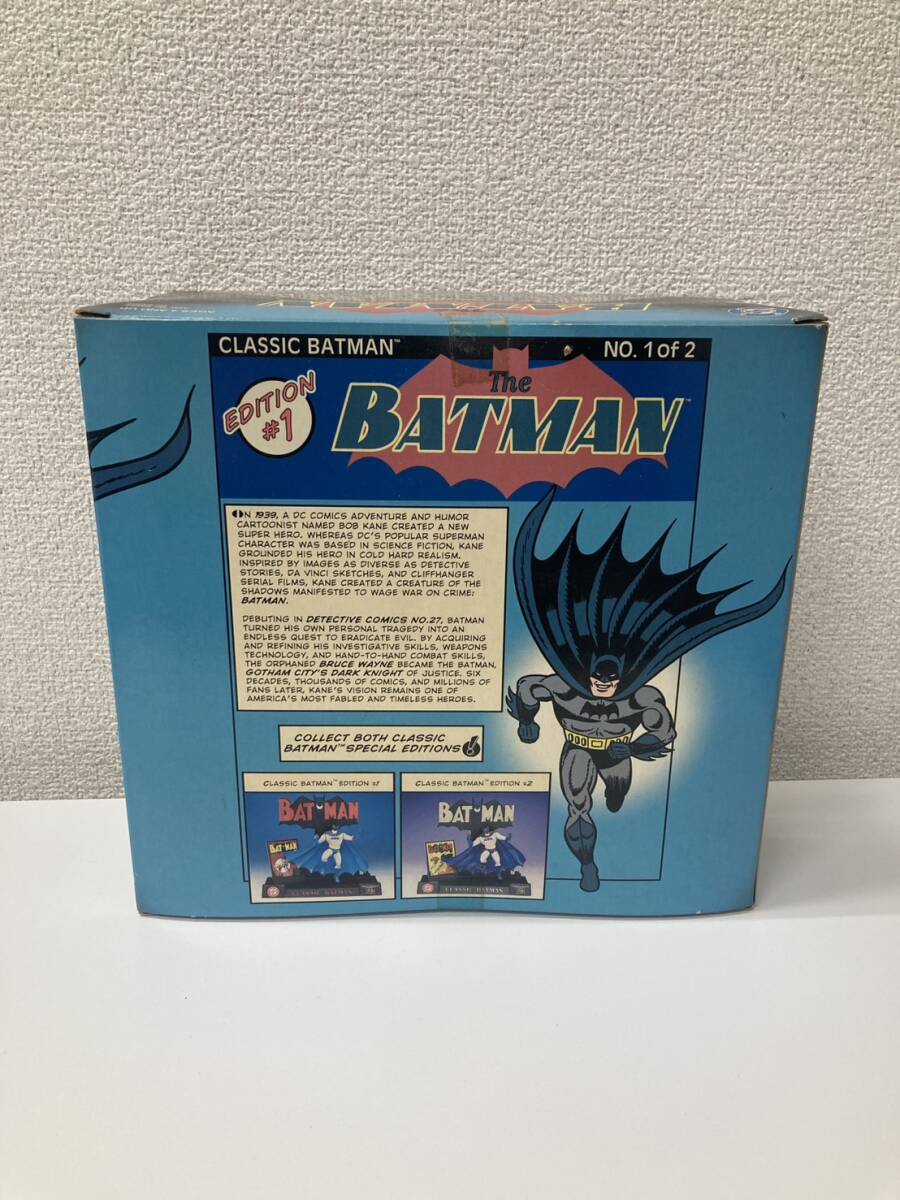 CLASSIC BATMAN™
NO. 1 of 2
EDITION #1
The
BATMAN™
IN 1939, A DC COMICS ADVENTURE AND HUMOR
CARTOONIST NAMED BOB KANE CREATED A NEW
SUPER HERO. WHEREAS DC'S POPULAR SUPERMAN
CHARACTER WAS BASED IN SCIENCE FICTION, KANE
GROUNDED HIS HERO IN COLD HARD REALISM.
INSPIRED BY IMAGES AS DIVERSE AS DETECTIVE
STORIES, DA VINCI SKETCHES, AND CLIFFHANGER
SERIAL FILMS, KANE CREATED A CREATURE OF THE
SHADOWS MANIFESTED TO WAGE WAR ON CRIME:
BATMAN.
DEBUTING IN DETECTIVE COMICS NO.27, BATMAN
TURNED HIS OWN PERSONAL TRAGEDY INTO AN
ENDLESS QUEST TO ERADICATE EVIL. BY ACQUIRING
AND REFINING HIS INVESTIGATIVE SKILLS, WEAPONS
TECHNOLOGY, AND HAND-TO-HAND COMBAT SKILLS,
THE ORPHANED BRUCE WAYNE BECAME THE BATMAN,
GOTHAM CITY'S DARK KNIGHT OF JUSTICE. SIX
DECADES, THOUSANDS OF COMICS, AND MILLIONS OF
FANS LATER, KANE'S VISION REMAINS ONE OF
AMERICA'S MOST FABLED AND TIMELESS HEROES.
COLLECT BOTH CLASSIC
BATMAN™ SPECIAL EDITIONS
CLASSIC BATMAN™ EDITION #1
CLASSIC BATMAN™ EDITION #2
BATMAN
BATMAN
BATMAN
CLASSIC BATMAN
CLASSIC BATMAN